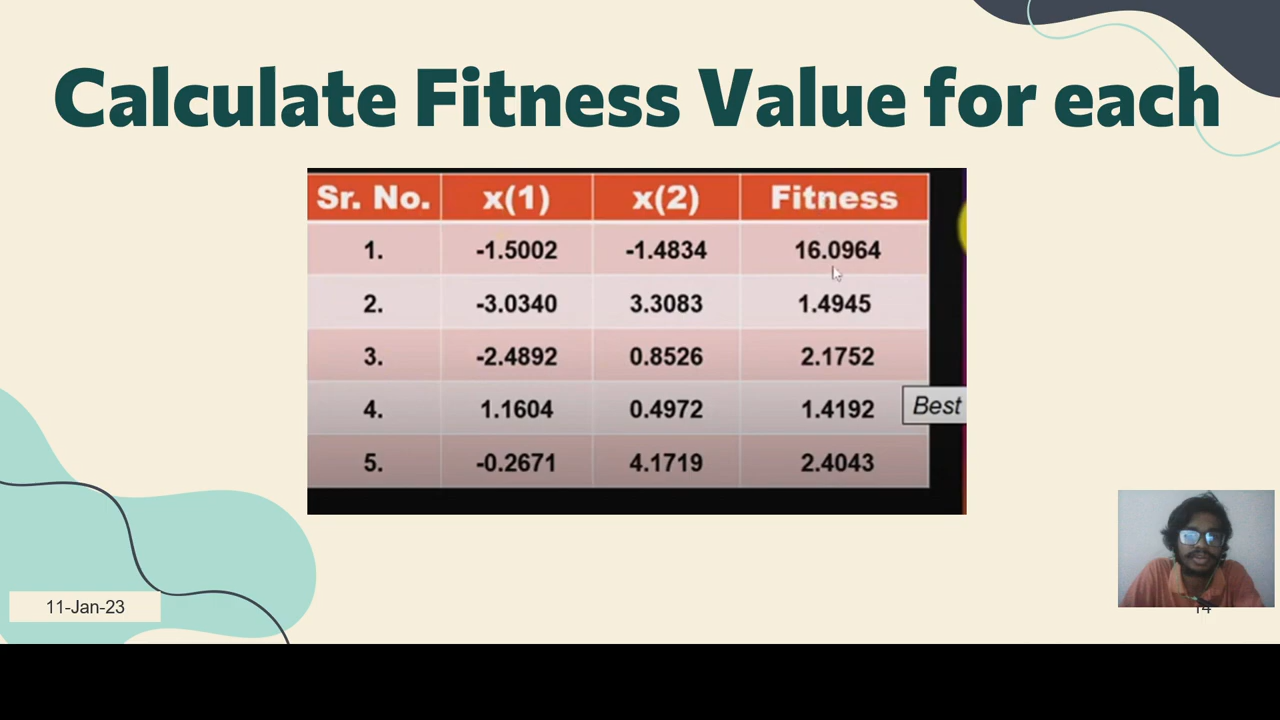 Calculate Fitness Value for each
Sr. No. x(1) x(2) Fitness
1. -1.5002 -1.4834 16.0964
2. -3.0340 3.3083 1.4945
3. -2.4892 0.8526 2.1752
4. 1.1604 0.4972 1.4192 Best
5. -0.2671 4.1719 2.4043
11-Jan-23
14